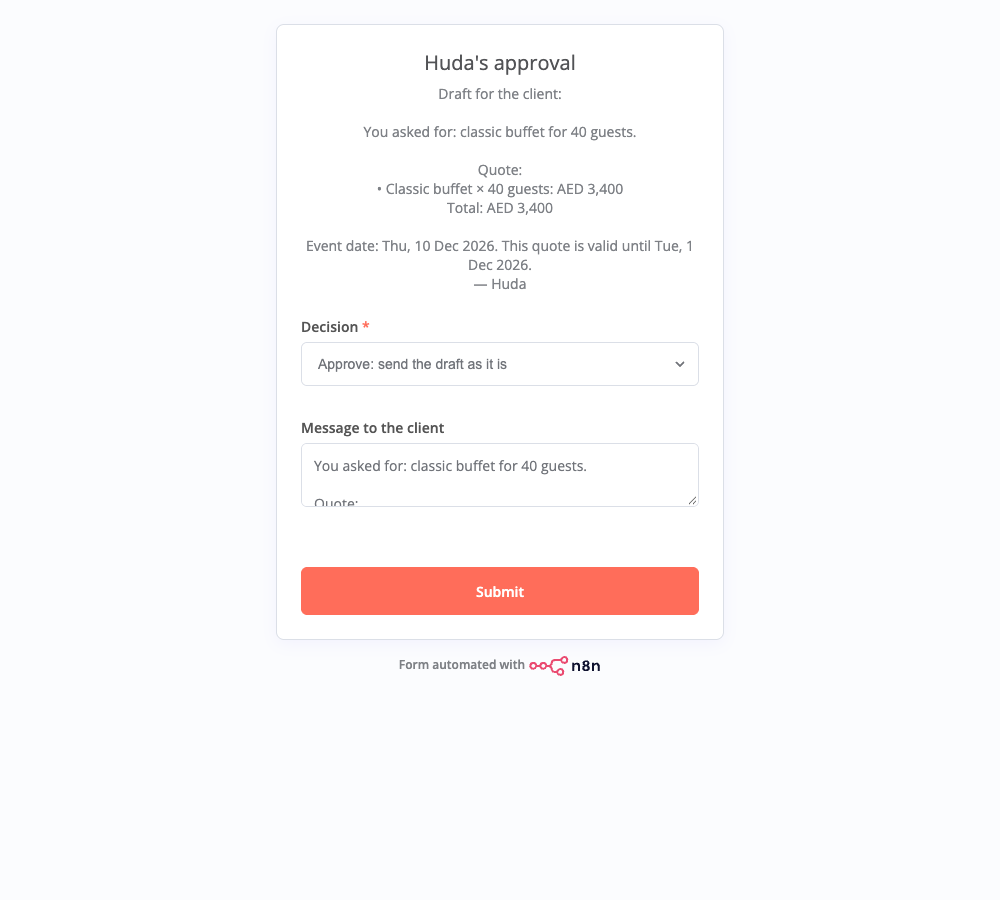 Huda's approval
Draft for the client:
You asked for: classic buffet for 40 guests.
Quote:
• Classic buffet × 40 guests: AED 3,400
Total: AED 3,400
Event date: Thu, 10 Dec 2026. This quote is valid until Tue, 1
Dec 2026.
— Huda
Decision *
Approve: send the draft as it is
Message to the client
You asked for: classic buffet for 40 guests.
Quote:
Submit
Form automated with n8n